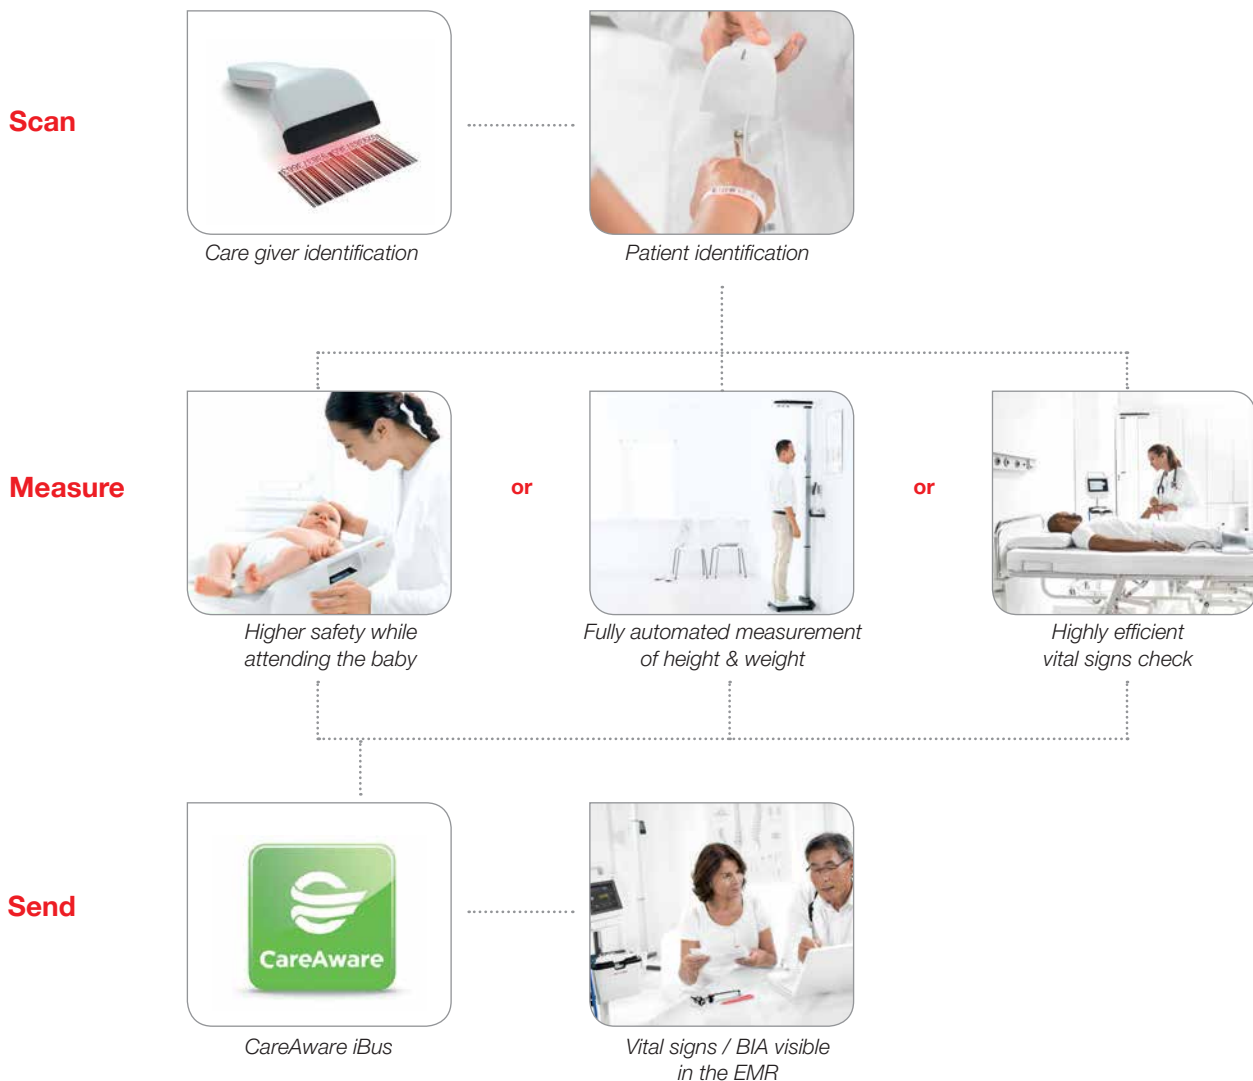 Scan
Care giver identification
Patient identification
Measure
or
or
Higher safety while
attending the baby
Fully automated measurement
of height & weight
Highly efficient
vital signs check
Send
CareAware
CareAware iBus
Vital signs / BIA visible
in the EMR